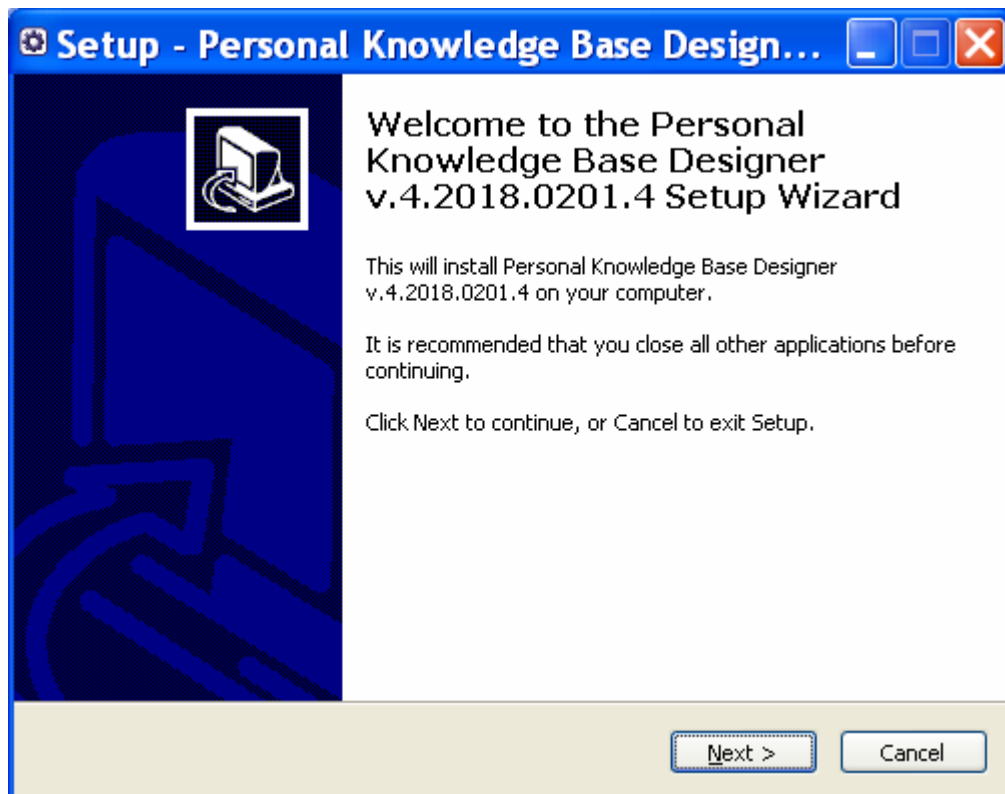 Setup - Personal Knowledge Base Design...
Welcome to the Personal
Knowledge Base Designer
v.4.2018.0201.4 Setup Wizard
This will install Personal Knowledge Base Designer
v.4.2018.0201.4 on your computer.
It is recommended that you close all other applications before
continuing.
Click Next to continue, or Cancel to exit Setup.
Next >
Cancel